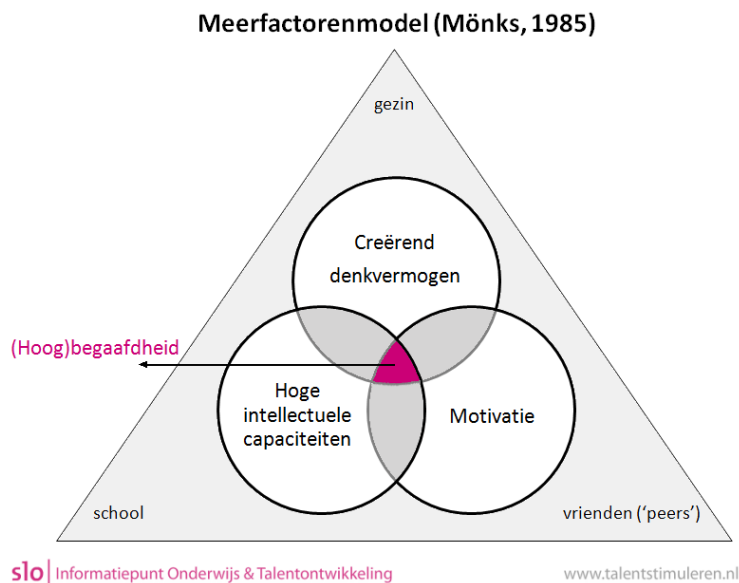 Meerfactorenmodel (Mönks, 1985)
gezin
Creërend
denkvermogen
(Hoog)begaafdheid
Hoge
intellectuele
capaciteiten
Motivatie
school
vrienden (‘peers’)
slo | Informatiepunt Onderwijs & Talentontwikkeling
www.talentstimuleren.nl